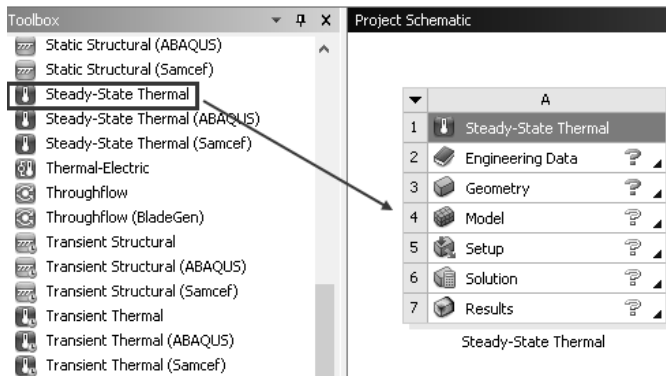 Toolbox
Static Structural (ABAQUS)
Static Structural (Samcef)
Steady-State Thermal
Steady-State Thermal (ABAQUS)
Steady-State Thermal (Samcef)
Thermal-Electric
Throughflow
Throughflow (BladeGen)
Transient Structural
Transient Structural (ABAQUS)
Transient Structural (Samcef)
Transient Thermal
Transient Thermal (ABAQUS)
Transient Thermal (Samcef)
Project Schematic
A
1 Steady-State Thermal
2 Engineering Data ?
3 Geometry ?
4 Model ?
5 Setup ?
6 Solution ?
7 Results ?
Steady-State Thermal